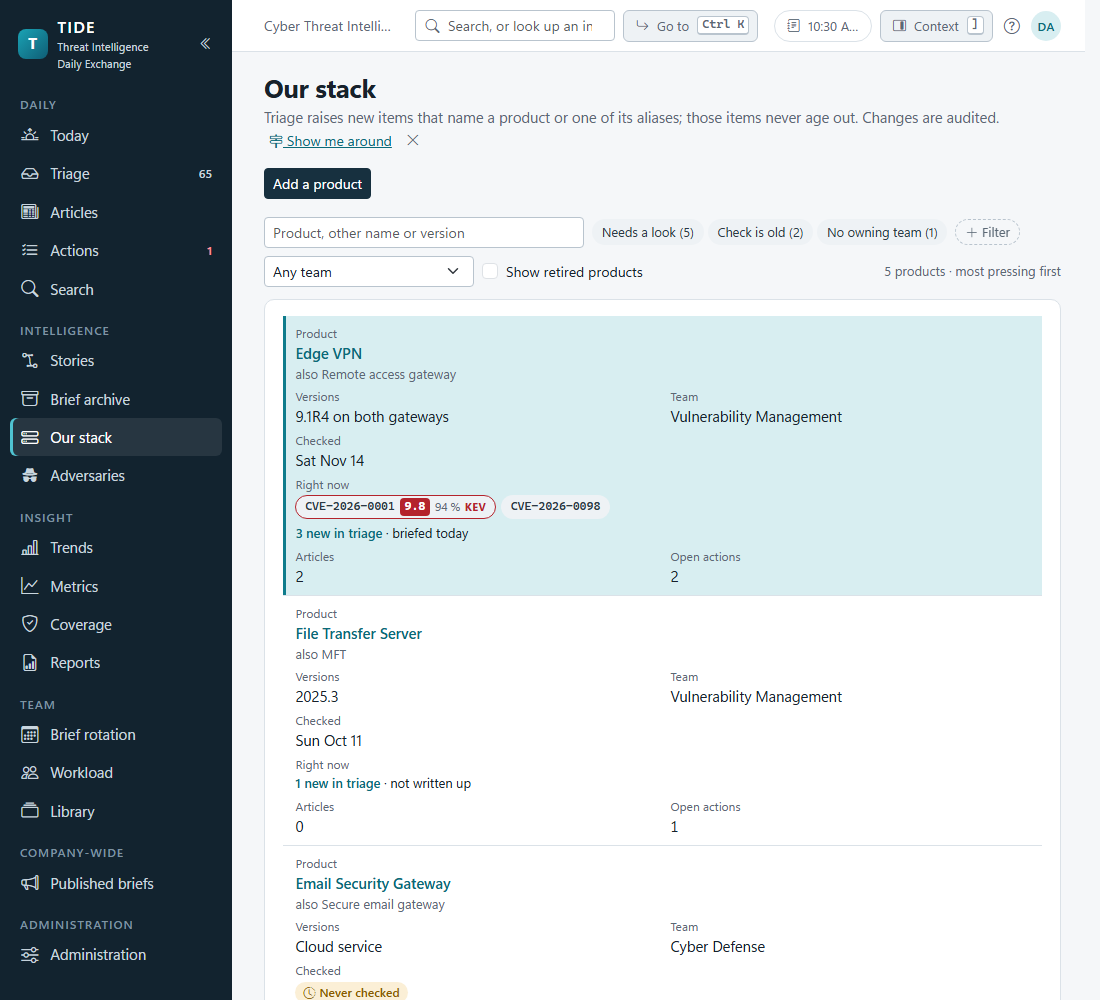 T
TIDE
Threat Intelligence
Daily Exchange
DAILY
Today
Triage 65
Articles
Actions 1
Search
INTELLIGENCE
Stories
Brief archive
Our stack
Adversaries
INSIGHT
Trends
Metrics
Coverage
Reports
TEAM
Brief rotation
Workload
Library
COMPANY-WIDE
Published briefs
ADMINISTRATION
Administration
Cyber Threat Intelli... Search, or look up an in Go to Ctrl K 10:30 A... Context ] ? DA
Our stack
Triage raises new items that name a product or one of its aliases; those items never age out. Changes are audited.
Show me around
Add a product
Product, other name or version Needs a look (5) Check is old (2) No owning team (1) + Filter
Any team Show retired products 5 products · most pressing first
Product
Edge VPN
also Remote access gateway
Versions Team
9.1R4 on both gateways Vulnerability Management
Checked
Sat Nov 14
Right now
CVE-2026-0001 9.8 94 % KEV CVE-2026-0098
3 new in triage · briefed today
Articles Open actions
2 2
Product
File Transfer Server
also MFT
Versions Team
2025.3 Vulnerability Management
Checked
Sun Oct 11
Right now
1 new in triage · not written up
Articles Open actions
0 1
Product
Email Security Gateway
also Secure email gateway
Versions Team
Cloud service Cyber Defense
Checked
Never checked